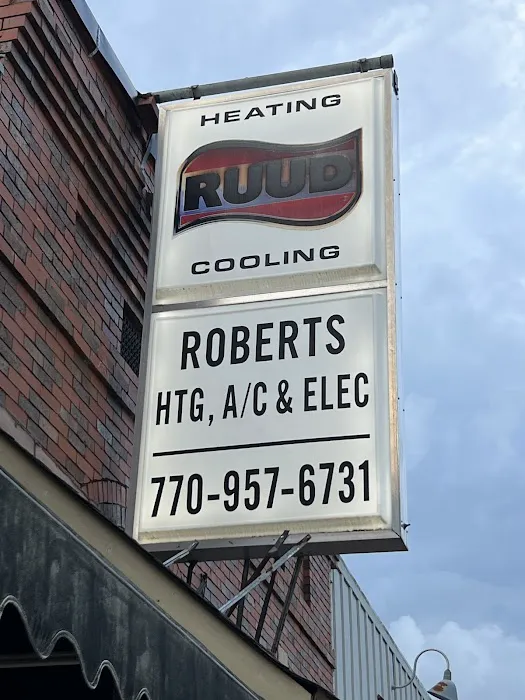 HEATING
RUUD
COOLING
ROBERTS
HTG, A/C & ELEC
770-957-6731